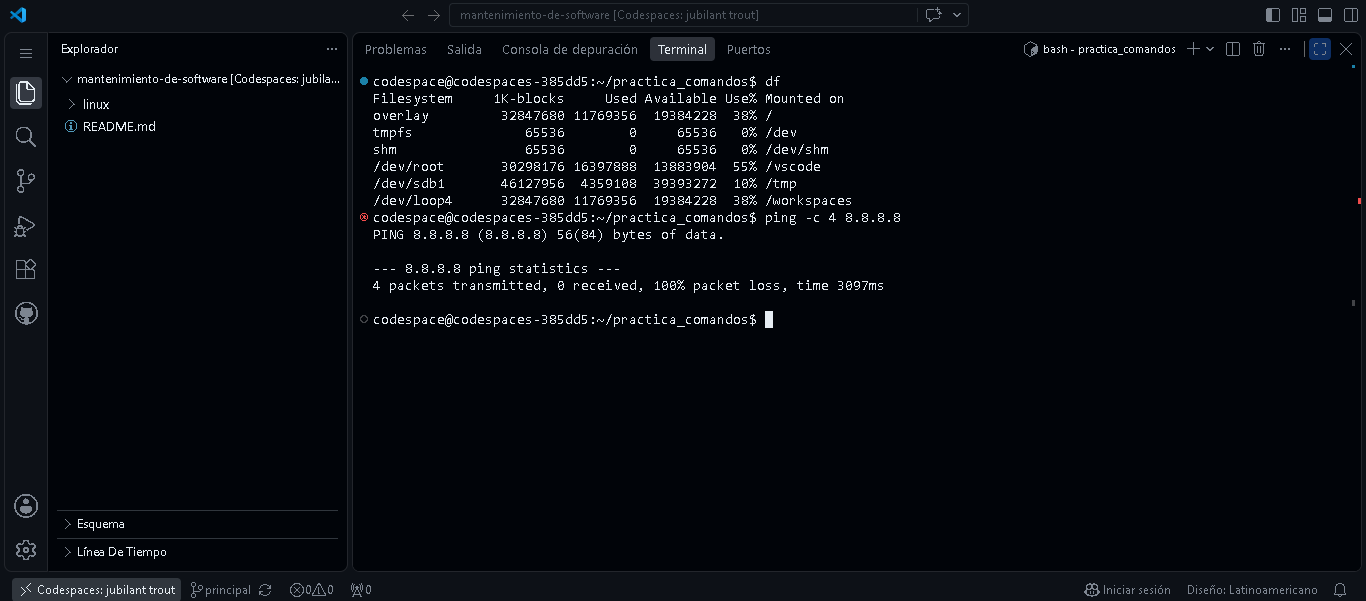 mantenimiento-de-software [Codespaces: jubilant trout]
Explorador
mantenimiento-de-software [Codespaces: jubila...
linux
README.md
Esquema
Línea De Tiempo
Problemas Salida Consola de depuración Terminal Puertos
bash - practica_comandos
codespace@codespaces-385dd5:~/practica_comandos$ df
Filesystem 1K-blocks Used Available Use% Mounted on
overlay 32847680 11769356 19384228 38% /
tmpfs 65536 0 65536 0% /dev
shm 65536 0 65536 0% /dev/shm
/dev/root 30298176 16397888 13883904 55% /vscode
/dev/sdb1 46127956 4359108 39393272 10% /tmp
/dev/loop4 32847680 11769356 19384228 38% /workspaces
codespace@codespaces-385dd5:~/practica_comandos$ ping -c 4 8.8.8.8
PING 8.8.8.8 (8.8.8.8) 56(84) bytes of data.
--- 8.8.8.8 ping statistics ---
4 packets transmitted, 0 received, 100% packet loss, time 3097ms
codespace@codespaces-385dd5:~/practica_comandos$
Codespaces: jubilant trout principal 0 0 0 Iniciar sesión Diseño: Latinoamericano